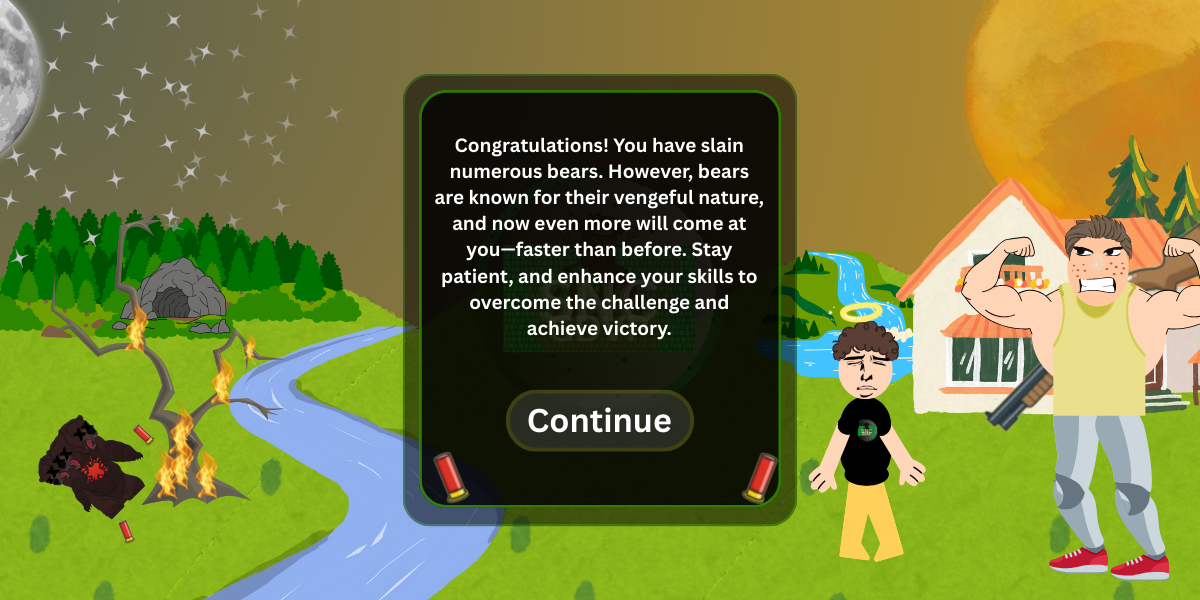 Congratulations! You have slain
numerous bears. However, bears
are known for their vengeful nature,
and now even more will come at
you—faster than before. Stay
patient, and enhance your skills to
overcome the challenge and
achieve victory.
Continue